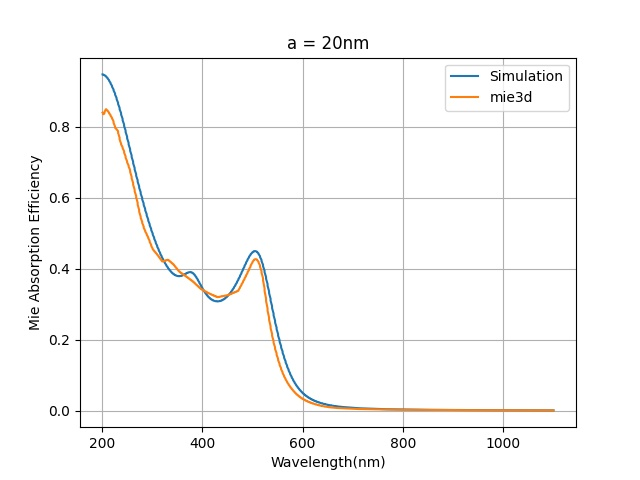 a = 20nm
Simulation
mie3d
Mie Absorption Efficiency
0.8
0.6
0.4
0.2
0.0
200 400 600 800 1000
Wavelength(nm)